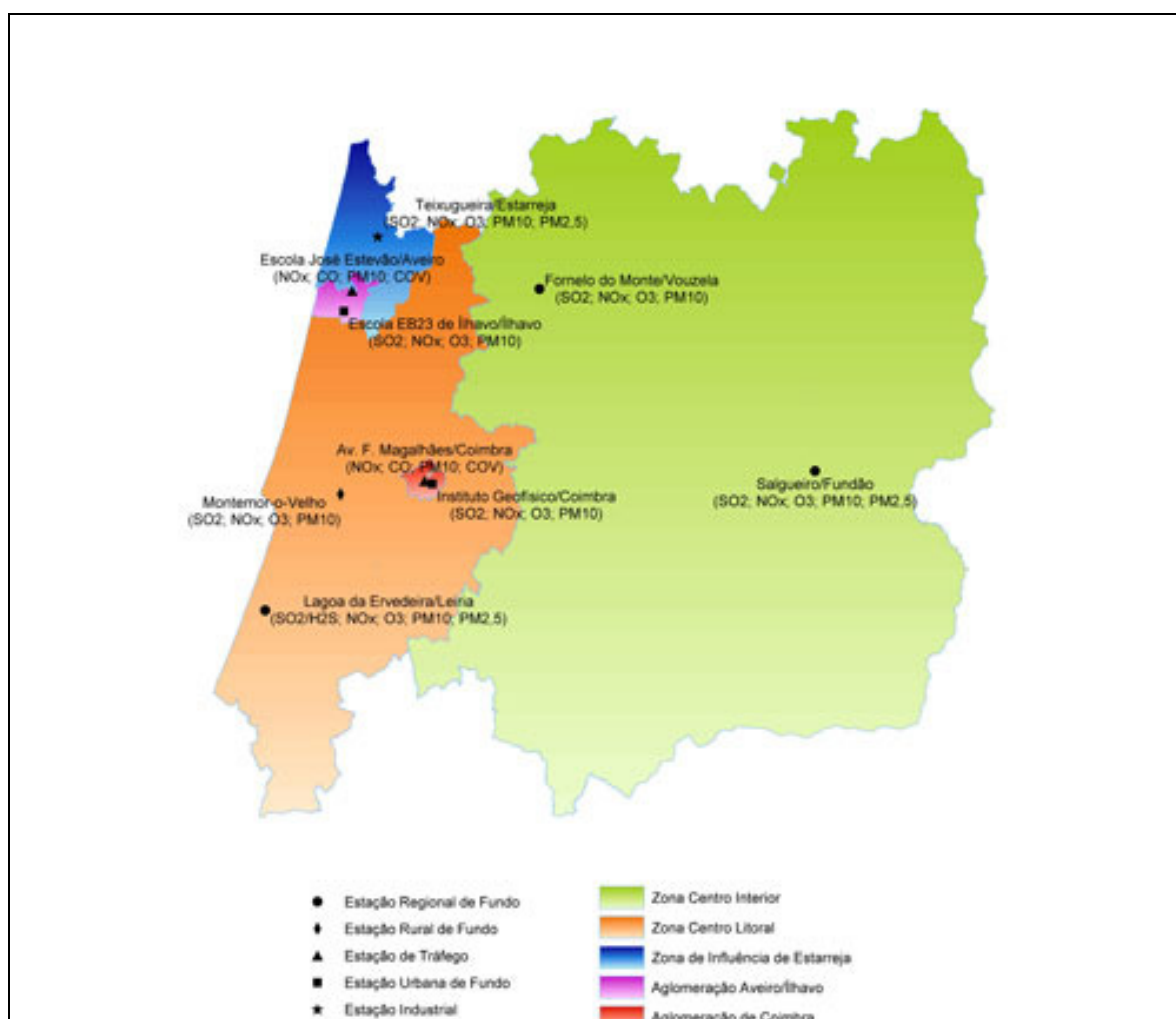 Teixugueira/Estarreja
(SO2; NOx; O3; PM10; PM2,5)
Escola José Estevão/Aveiro
(NOx; CO; PM10; COV)
Fornelo do Monte/Vouzela
(SO2; NOx; O3; PM10)
Escola EB23 de Ílhavo/Ílhavo
(SO2; NOx; O3; PM10)
Av. F. Magalhães/Coimbra
(NOx; CO; PM10; COV)
Salgueiro/Fundão
(SO2; NOx; O3; PM10; PM2,5)
Montemor-o-Velho
(SO2; NOx; O3; PM10)
Instituto Geofísico/Coimbra
(SO2; NOx; O3; PM10)
Lagoa da Ervedeira/Leiria
(SO2/H2S; NOx; O3; PM10; PM2,5)
Estação Regional de Fundo
Estação Rural de Fundo
Estação de Tráfego
Estação Urbana de Fundo
Estação Industrial
Zona Centro Interior
Zona Centro Litoral
Zona de Influência de Estarreja
Aglomeração Aveiro/Ílhavo
Aglomeração de Coimbra